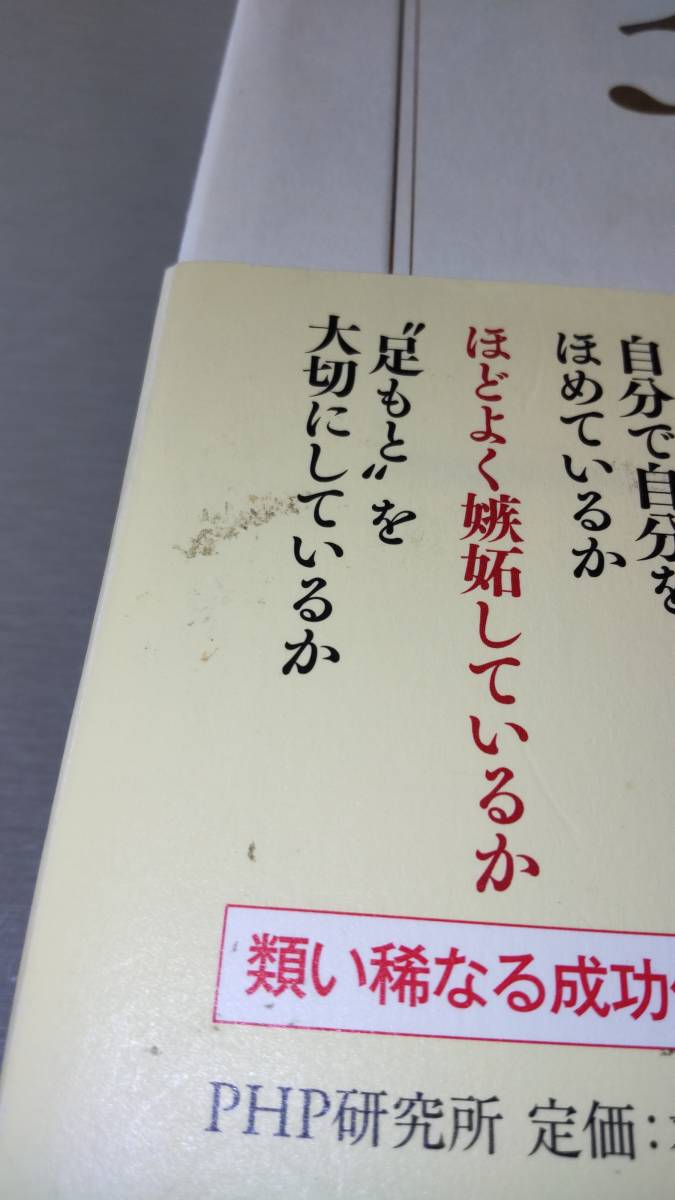 自分で自分を
ほめているか
ほどよく嫉妬しているか
〝足もと〟を
大切にしているか
類い稀なる成功
PHP研究所 定価：